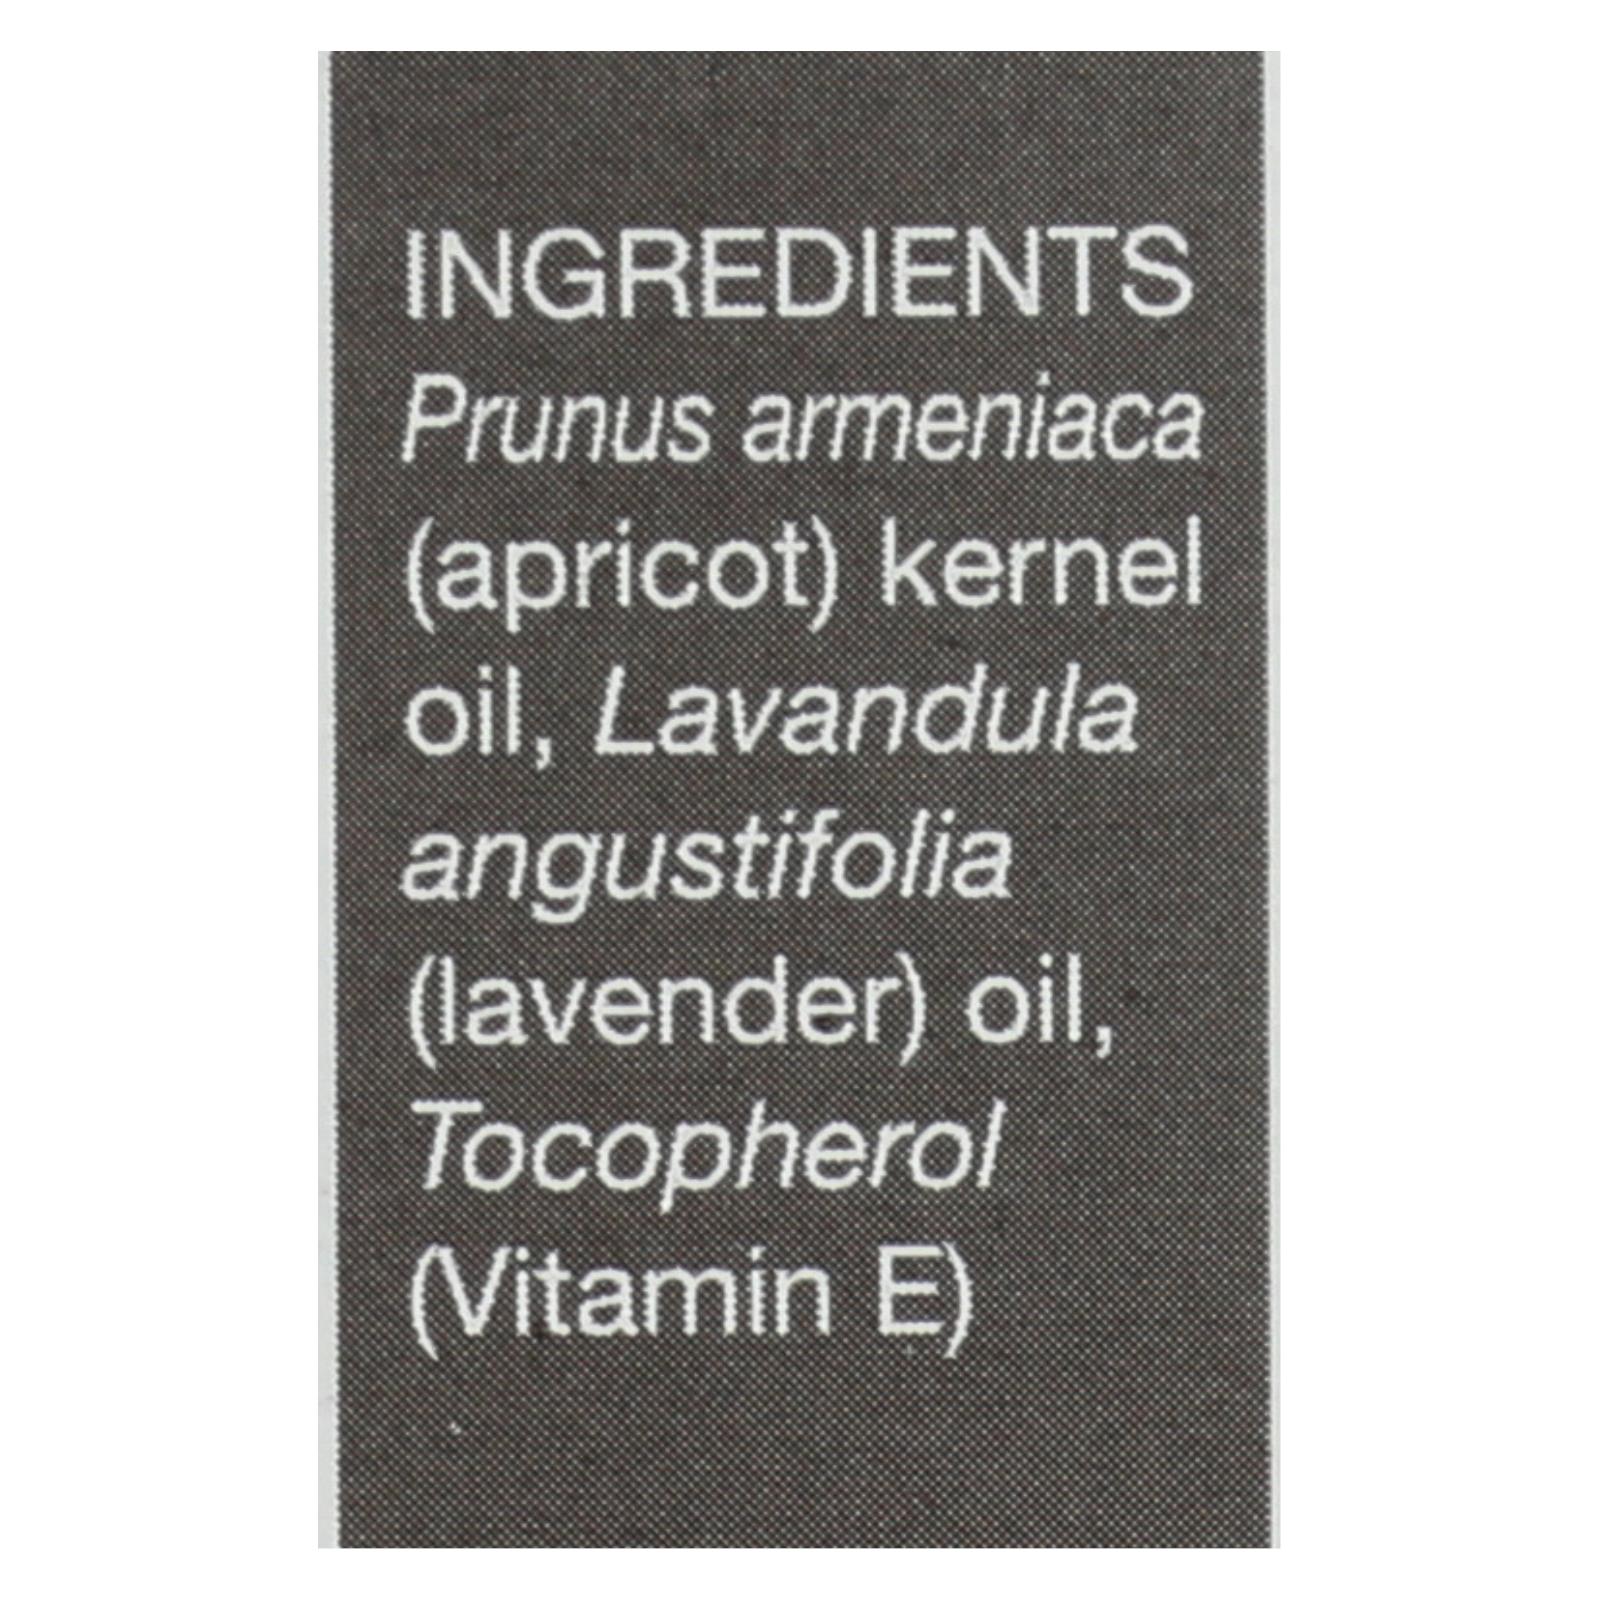 INGREDIENTS
Prunus armeniaca
(apricot) kernel
oil, Lavandula
angustifolia
(lavender) oil,
Tocopherol
(Vitamin E)